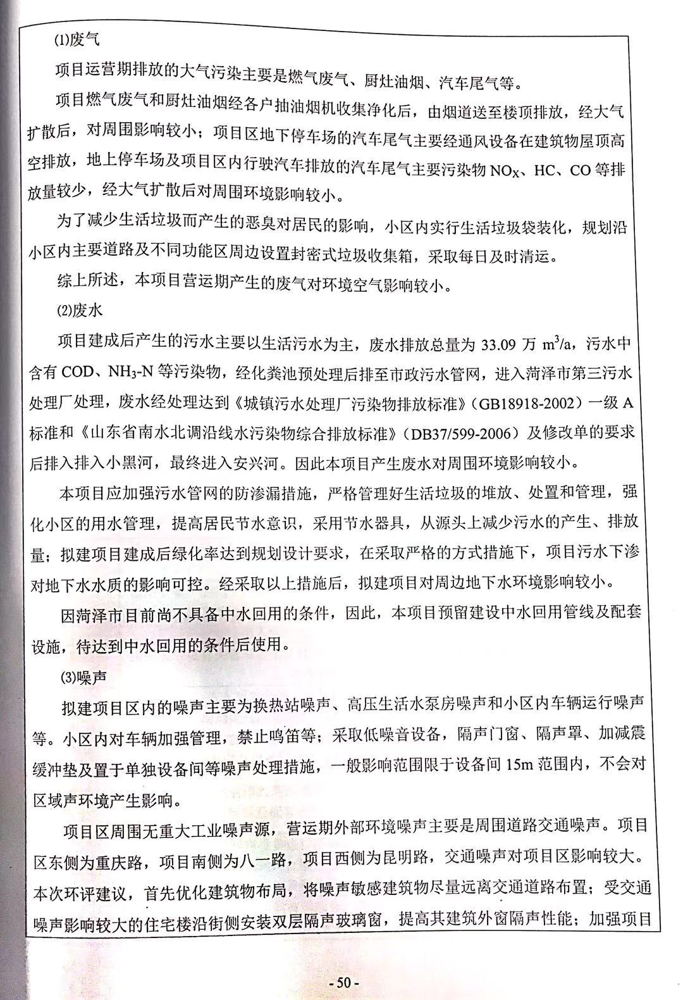 ⑴废气
项目运营期排放的大气污染主要是燃气废气、厨灶油烟、汽车尾气等。
项目燃气废气和厨灶油烟经各户抽油烟机收集净化后，由烟道送至楼顶排放，经大气
扩散后，对周围影响较小；项目区地下停车场的汽车尾气主要经通风设备在建筑物屋顶高
空排放，地上停车场及项目区内行驶汽车排放的汽车尾气主要污染物 NOx、HC、CO 等排
放量较少，经大气扩散后对周围环境影响较小。
为了减少生活垃圾而产生的恶臭对居民的影响，小区内实行生活垃圾袋装化，规划沿
小区内主要道路及不同功能区周边设置封密式垃圾收集箱，采取每日及时清运。
综上所述，本项目营运期产生的废气对环境空气影响较小。
⑵废水
项目建成后产生的污水主要以生活污水为主，废水排放总量为 33.09 万 m³/a，污水中
含有 COD、NH₃-N 等污染物，经化粪池预处理后排至市政污水管网，进入菏泽市第三污水
处理厂处理，废水经处理达到《城镇污水处理厂污染物排放标准》（GB18918-2002）一级 A
标准和《山东省南水北调沿线水污染物综合排放标准》（DB37/599-2006）及修改单的要求
后排入排入小黑河，最终进入安兴河。因此本项目产生废水对周围环境影响较小。
本项目应加强污水管网的防渗漏措施，严格管理好生活垃圾的堆放、处置和管理，强
化小区的用水管理，提高居民节水意识，采用节水器具，从源头上减少污水的产生、排放
量；拟建项目建成后绿化率达到规划设计要求，在采取严格的方式措施下，项目污水下渗
对地下水水质的影响可控。经采取以上措施后，拟建项目对周边地下水环境影响较小。
因菏泽市目前尚不具备中水回用的条件，因此，本项目预留建设中水回用管线及配套
设施，待达到中水回用的条件后使用。
⑶噪声
拟建项目区内的噪声主要为换热站噪声、高压生活水泵房噪声和小区内车辆运行噪声
等。小区内对车辆加强管理，禁止鸣笛等；采取低噪音设备，隔声门窗、隔声罩、加减震
缓冲垫及置于单独设备间等噪声处理措施，一般影响范围限于设备间 15m 范围内，不会对
区域声环境产生影响。
项目区周围无重大工业噪声源，营运期外部环境噪声主要是周围道路交通噪声。项目
区东侧为重庆路，项目南侧为八一路，项目西侧为昆明路，交通噪声对项目区影响较大。
本次环评建议，首先优化建筑物布局，将噪声敏感建筑物尽量远离交通道路布置；受交通
噪声影响较大的住宅楼沿街侧安装双层隔声玻璃窗，提高其建筑外窗隔声性能；加强项目
- 50 -